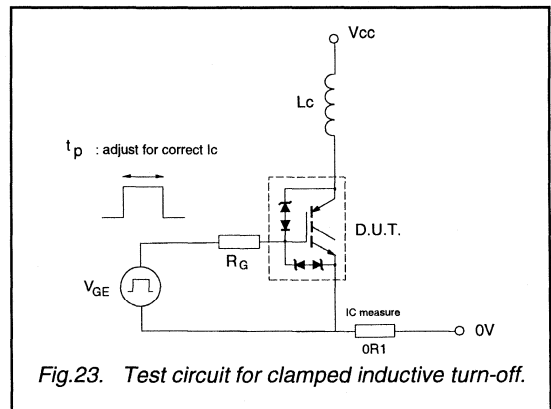 Vcc
Lc
tp : adjust for correct Ic
D.U.T.
RG
VGE
IC measure
0V
0R1
Fig.23. Test circuit for clamped inductive turn-off.